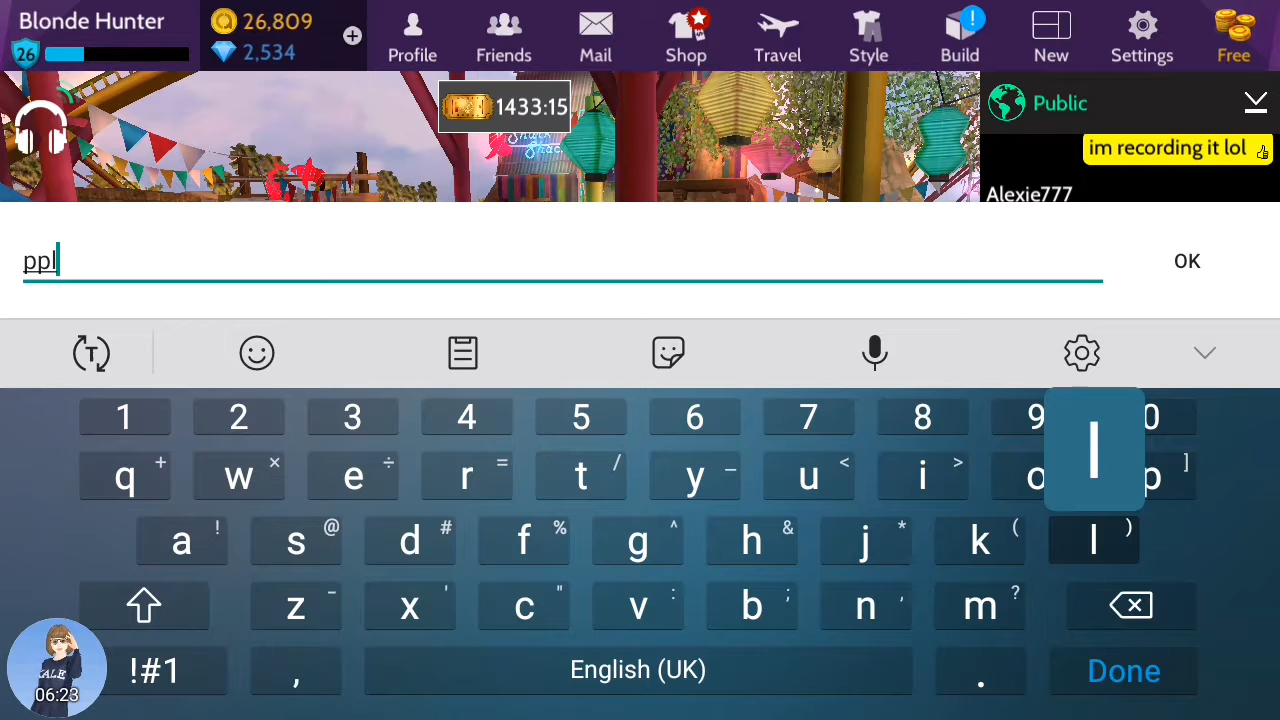 Blonde Hunter
26
26,809
2,534
Profile
Friends
Mail
Shop
Travel
Style
!
Build
New
Settings
Free
1433:15
Public
im recording it lol
Alexie777
ppl
OK
T
1 2 3 4 5 6 7 8 9 0
q + w × e ÷ r = t / y _ u < i > o p ]
l
a ! s @ d # f % g ^ h & j * k ( l )
z - x ' c " v : b ; n , m ?
!#1 , English (UK) . Done
KALE
06:23